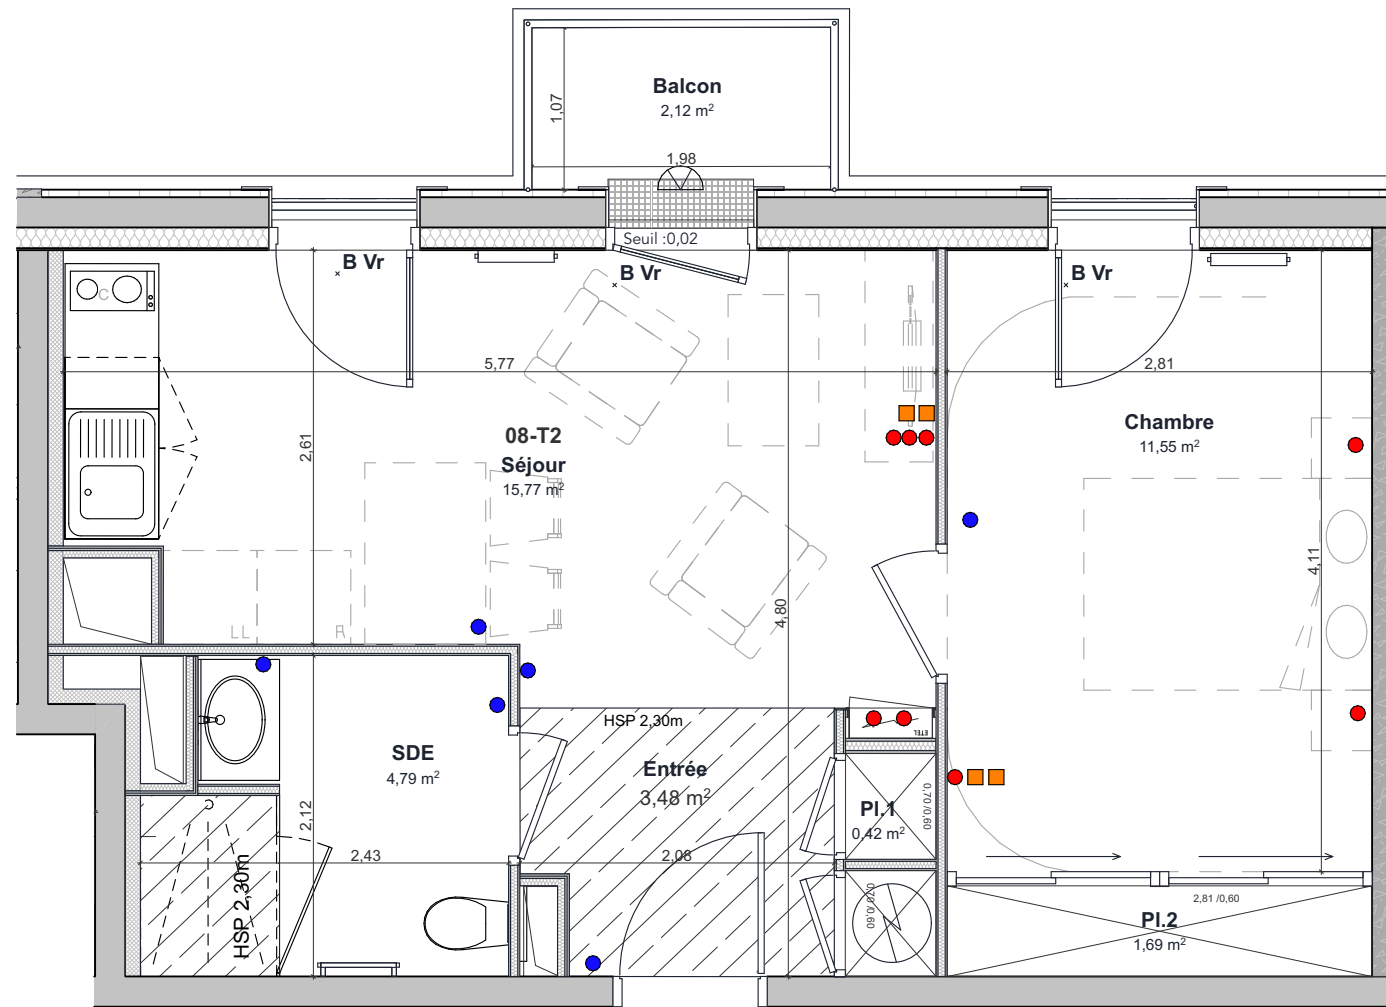 Balcon
2,12 m²
1,07
1,98
Seuil :0,02
B Vr
B Vr
B Vr
C
5,77
2,81
2,61
08-T2
Séjour
15,77 m²
Chambre
11,55 m²
4,11
4,80
LL
R
HSP 2,30m
ETEL
SDE
4,79 m²
Entrée
3,48 m²
Pl.1
0,42 m²
0,70 /0,60
2,12
2,43
2,08
HSP 2,30m
0,70 /0,60
2,81 /0,60
Pl.2
1,69 m²